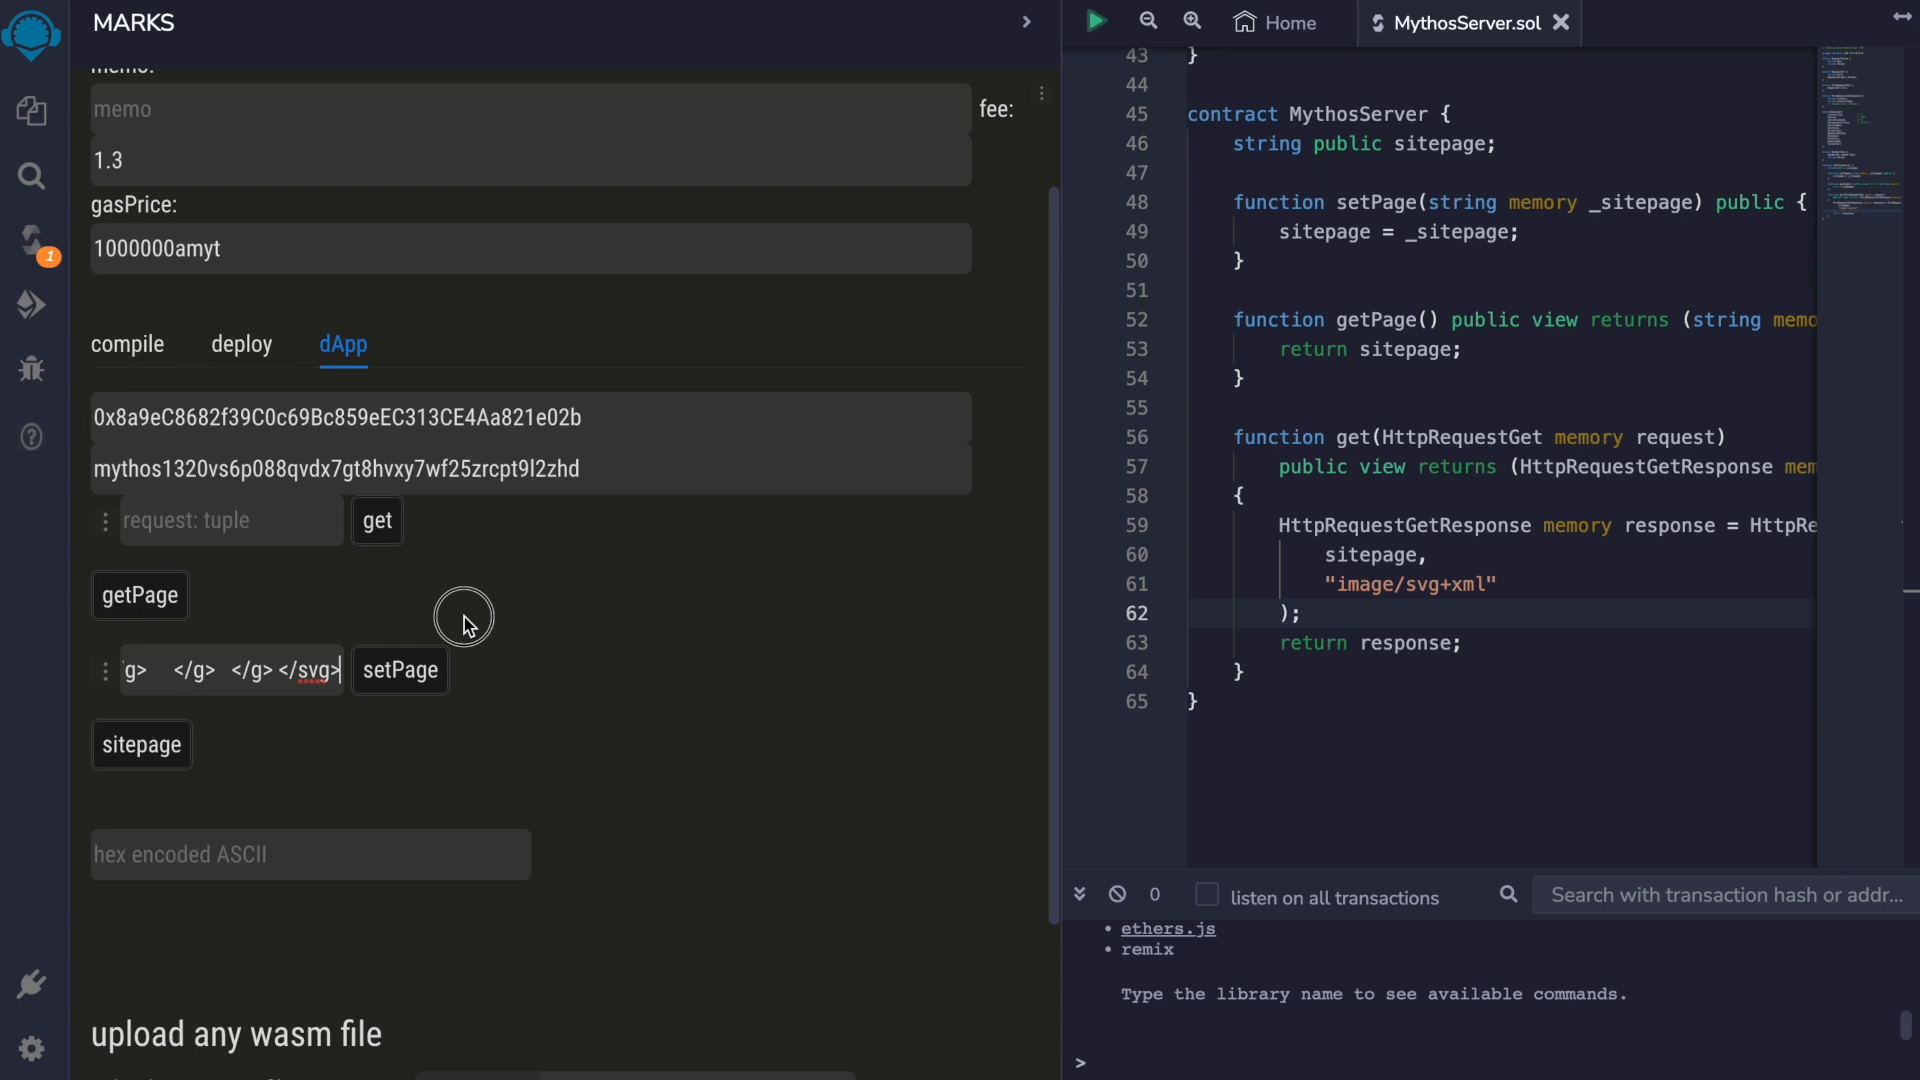 MARKS
memo:
memo
fee:
1.3
gasPrice:
1000000amyt
compile
deploy
dApp
0x8a9eC8682f39C0c69Bc859eEC313CE4Aa821e02b
mythos1320vs6p088qvdx7gt8hvxy7wf25zrcpt9l2zhd
request: tuple
get
getPage
g> </g> </g> </svg>
setPage
sitepage
hex encoded ASCII
upload any wasm file
1
Home
MythosServer.sol
43 }
44
45 contract MythosServer {
46 string public sitepage;
47
48 function setPage(string memory _sitepage) public {
49 sitepage = _sitepage;
50 }
51
52 function getPage() public view returns (string memo
53 return sitepage;
54 }
55
56 function get(HttpRequestGet memory request)
57 public view returns (HttpRequestGetResponse mem
58 {
59 HttpRequestGetResponse memory response = HttpRe
60 sitepage,
61 "image/svg+xml"
62 );
63 return response;
64 }
65 }
0
listen on all transactions
Search with transaction hash or addr...
• ethers.js
• remix
Type the library name to see available commands.
>